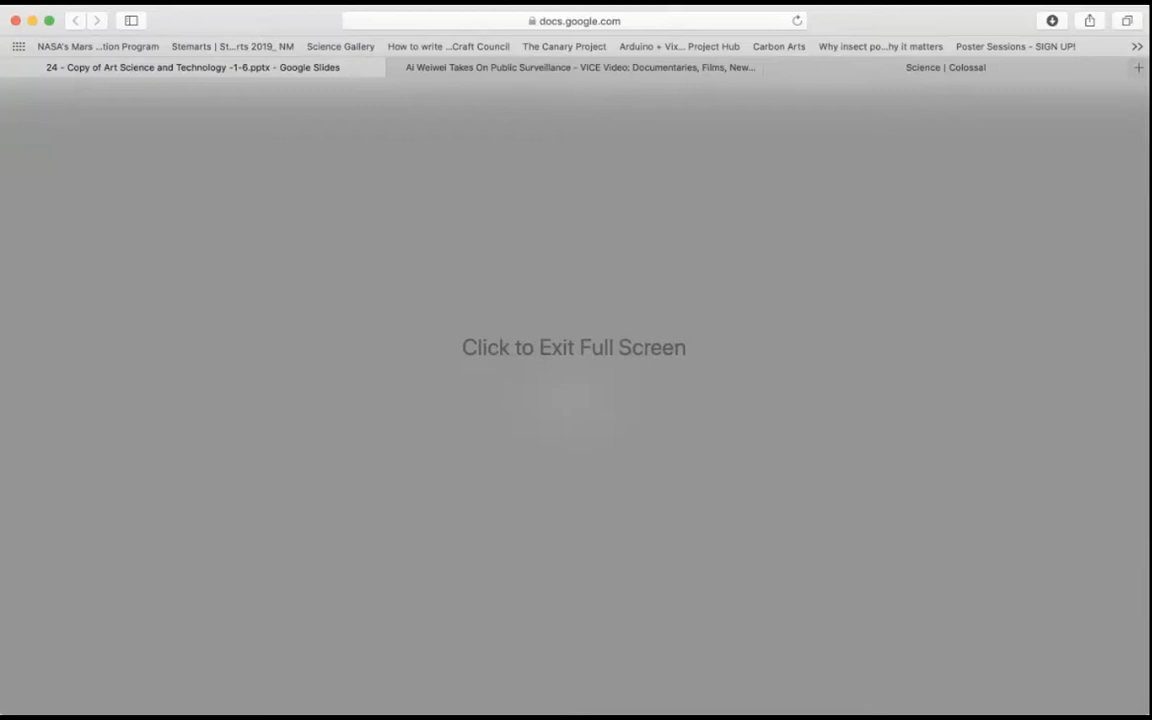 docs.google.com
NASA's Mars ...tion Program Stemarts | St...rts 2019_ NM Science Gallery How to write ...Craft Council The Canary Project Arduino + Vix... Project Hub Carbon Arts Why insect po...hy it matters Poster Sessions - SIGN UP!
24 - Copy of Art Science and Technology -1-6.pptx - Google Slides Ai Weiwei Takes On Public Surveillance - VICE Video: Documentaries, Films, New... Science | Colossal
Click to Exit Full Screen